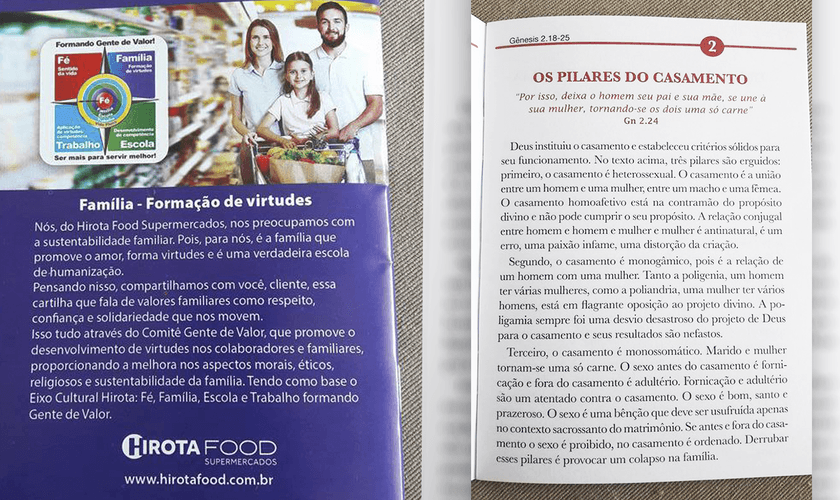 Formando Gente de Valor!
Fé
Sentido
da vida
Família
Formação
de virtudes
Fé
Aplicação
de virtudes
competência
Trabalho
Desenvolvimento
de competência
Escola
Ser mais para servir melhor!
Família - Formação de virtudes
Nós, do Hirota Food Supermercados, nos preocupamos com
a sustentabilidade familiar. Pois, para nós, é a família que
promove o amor, forma virtudes e é uma verdadeira escola
de humanização.
Pensando nisso, compartilhamos com você, cliente, essa
cartilha que fala de valores familiares como respeito,
confiança e solidariedade que nos movem.
Isso tudo através do Comitê Gente de Valor, que promove o
desenvolvimento de virtudes nos colaboradores e familiares,
proporcionando a melhora nos aspectos morais, éticos,
religiosos e sustentabilidade da família. Tendo como base o
Eixo Cultural Hirota: Fé, Família, Escola e Trabalho formando
Gente de Valor.
HIROTA FOOD
SUPERMERCADOS
www.hirotafood.com.br
Gênesis 2.18-25
2
OS PILARES DO CASAMENTO
"Por isso, deixa o homem seu pai e sua mãe, se une à
sua mulher, tornando-se os dois uma só carne"
Gn 2.24
Deus instituiu o casamento e estabeleceu critérios sólidos para
seu funcionamento. No texto acima, três pilares são erguidos:
primeiro, o casamento é heterossexual. O casamento é a união
entre um homem e uma mulher, entre um macho e uma fêmea.
O casamento homoafetivo está na contramão do propósito
divino e não pode cumprir o seu propósito. A relação conjugal
entre homem e homem e mulher e mulher é antinatural, é um
erro, uma paixão infame, uma distorção da criação.
Segundo, o casamento é monogâmico, pois é a relação de
um homem com uma mulher. Tanto a poligenia, um homem
ter várias mulheres, como a poliandria, uma mulher ter vários
homens, está em flagrante oposição ao projeto divino. A po-
ligamia sempre foi uma desvio desastroso do projeto de Deus
para o casamento e seus resultados são nefastos.
Terceiro, o casamento é monossomático. Marido e mulher
tornam-se uma só carne. O sexo antes do casamento é forni-
cação e fora do casamento é adultério. Fornicação e adultério
são um atentado contra o casamento. O sexo é bom, santo e
prazeroso. O sexo é uma bênção que deve ser usufruída apenas
no contexto sacrossanto do matrimônio. Se antes e fora do casa-
mento o sexo é proibido, no casamento é ordenado. Derrubar
esses pilares é provocar um colapso na família.